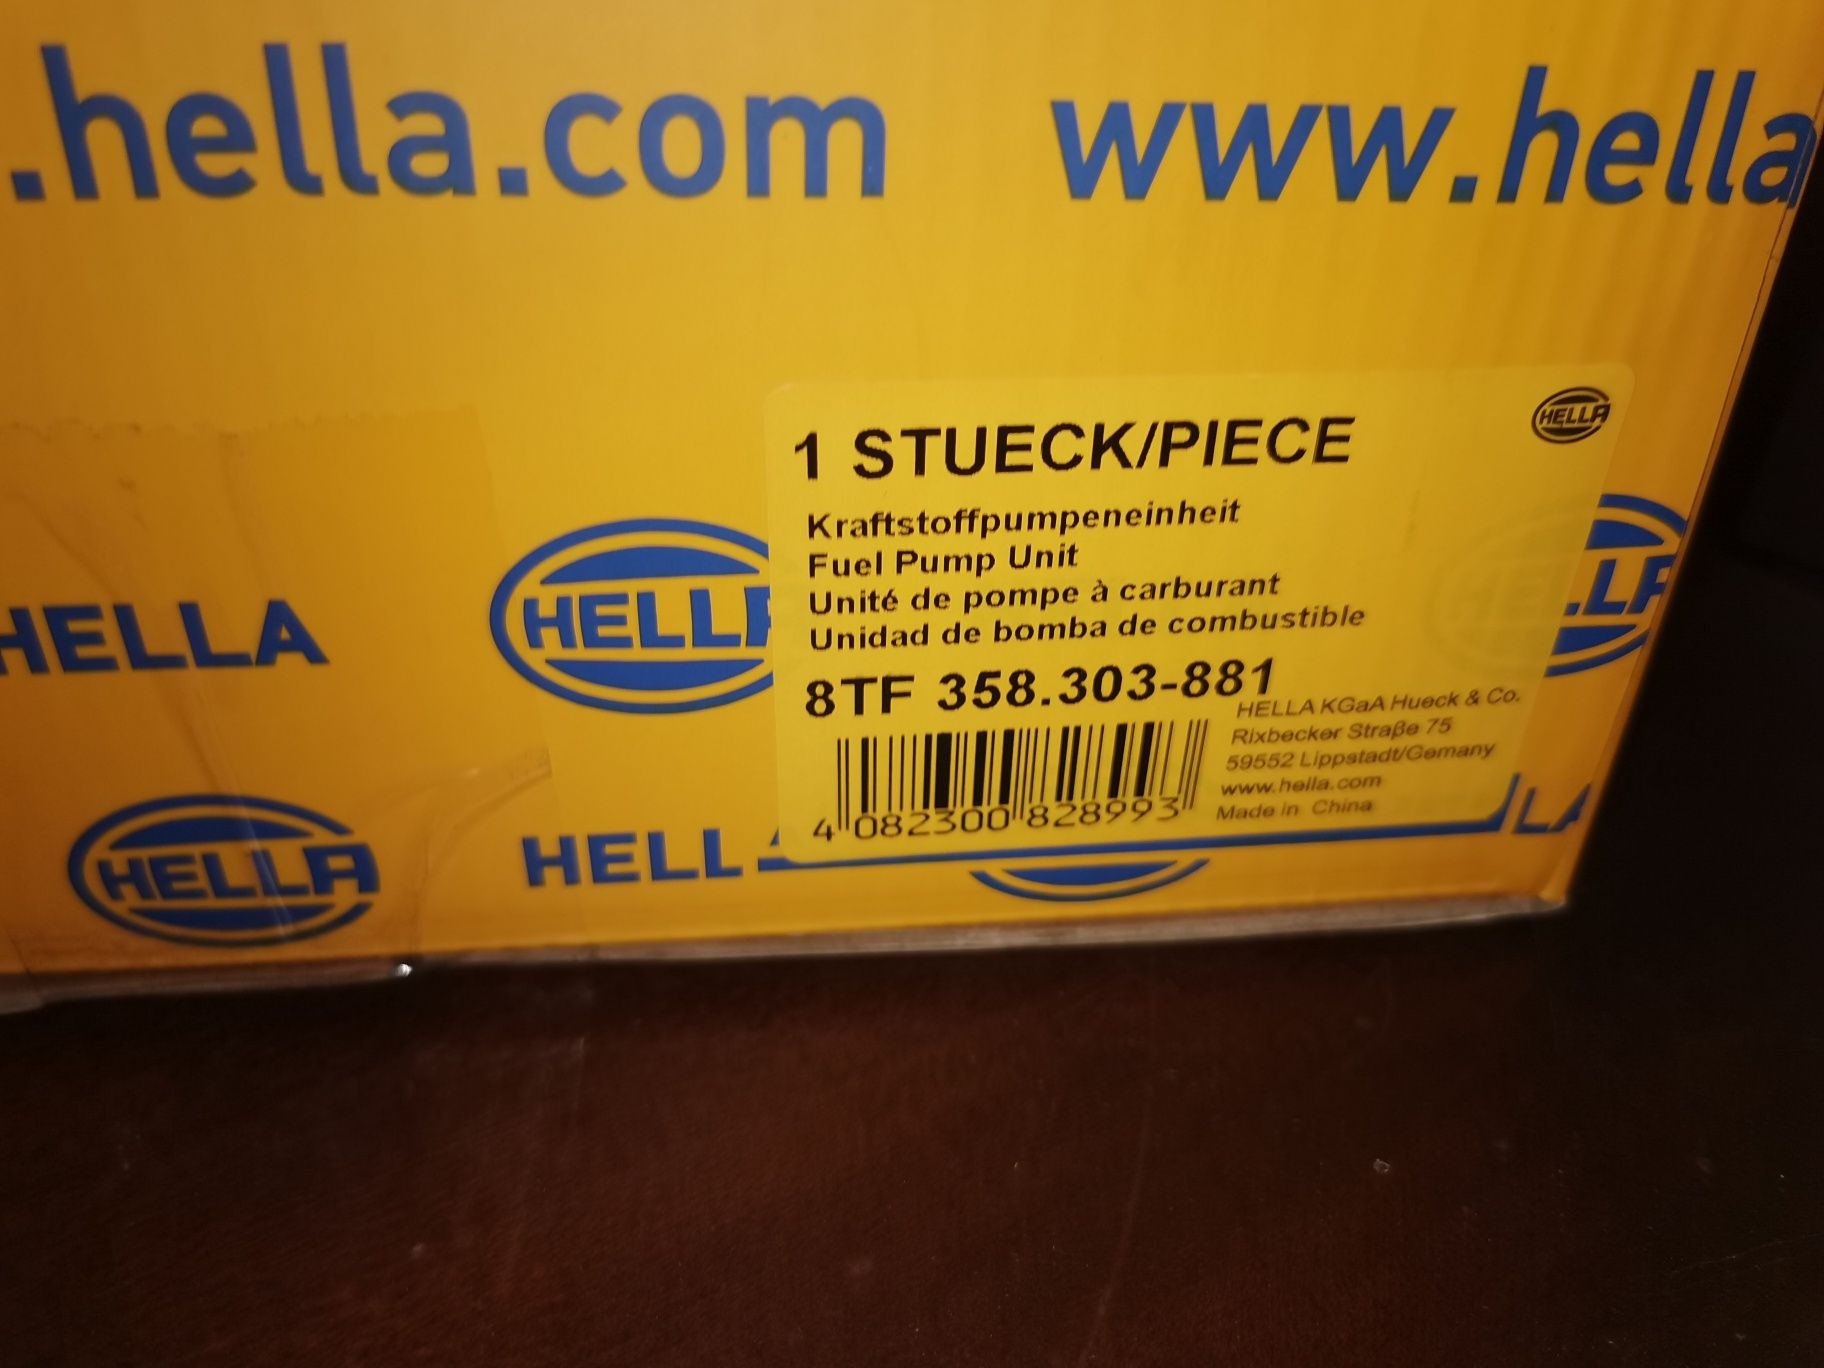 .hella.com www.hella
1 STUECK/PIECE
HELLA
Kraftstoffpumpeneinheit
Fuel Pump Unit
Unité de pompe à carburant
Unidad de bomba de combustible
8TF 358.303-881
HELLA KGaA Hueck & Co.
Rixbecker Straße 75
59552 Lippstadt/Gemany
www.hella.com
Made in China
4 082300 828993
HELLA
HELLA
HELLA
HELL
LA